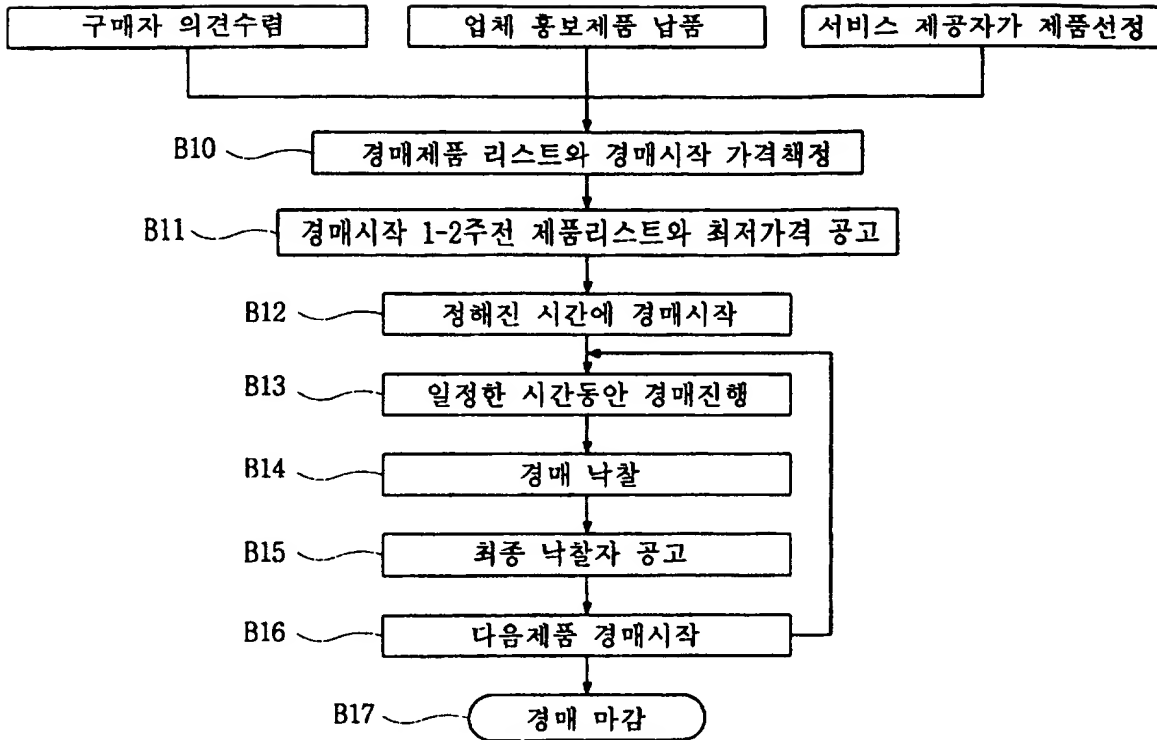 구매자 의견수렴
업체 홍보제품 납품
서비스 제공자가 제품선정
B10 경매제품 리스트와 경매시작 가격책정
B11 경매시작 1-2주전 제품리스트와 최저가격 공고
B12 정해진 시간에 경매시작
B13 일정한 시간동안 경매진행
B14 경매 낙찰
B15 최종 낙찰자 공고
B16 다음제품 경매시작
B17 경매 마감